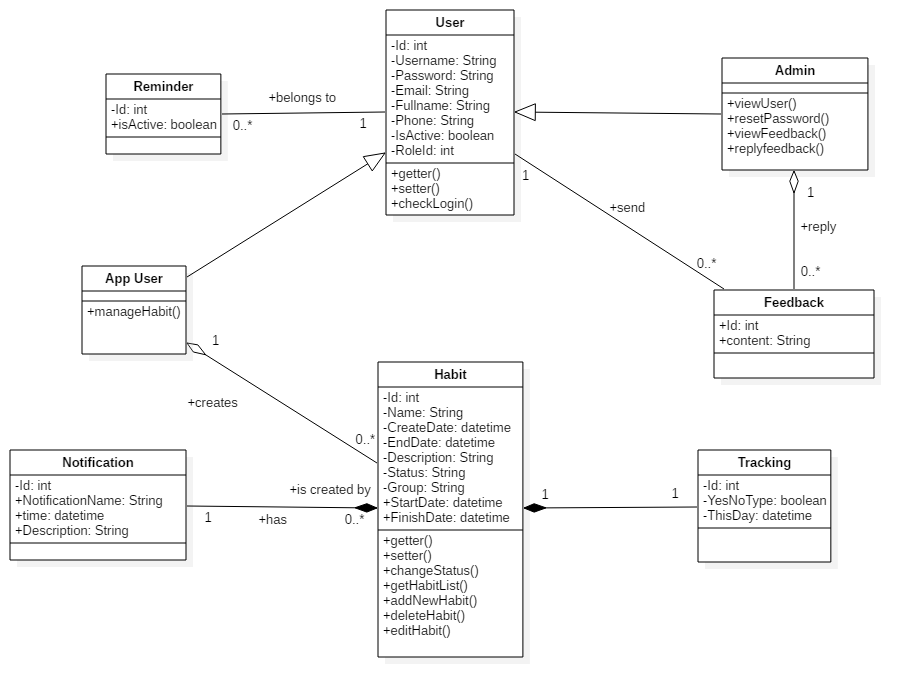 User
-Id: int
-Username: String
-Password: String
-Email: String
-Fullname: String
-Phone: String
-IsActive: boolean
-RoleId: int
+getter()
+setter()
+checkLogin()
Reminder
-Id: int
+isActive: boolean
+belongs to
0..*
1
Admin
+viewUser()
+resetPassword()
+viewFeedback()
+replyfeedback()
1
+send
0..*
1
+reply
0..*
App User
+manageHabit()
Feedback
+Id: int
+content: String
1
+creates
0..*
Habit
-Id: int
-Name: String
-CreateDate: datetime
-EndDate: datetime
-Description: String
-Status: String
-Group: String
+StartDate: datetime
+FinishDate: datetime
+getter()
+setter()
+changeStatus()
+getHabitList()
+addNewHabit()
+deleteHabit()
+editHabit()
Notification
-Id: int
+NotificationName: String
+time: datetime
+Description: String
+is created by
1
+has
0..*
1
1
Tracking
-Id: int
-YesNoType: boolean
-ThisDay: datetime